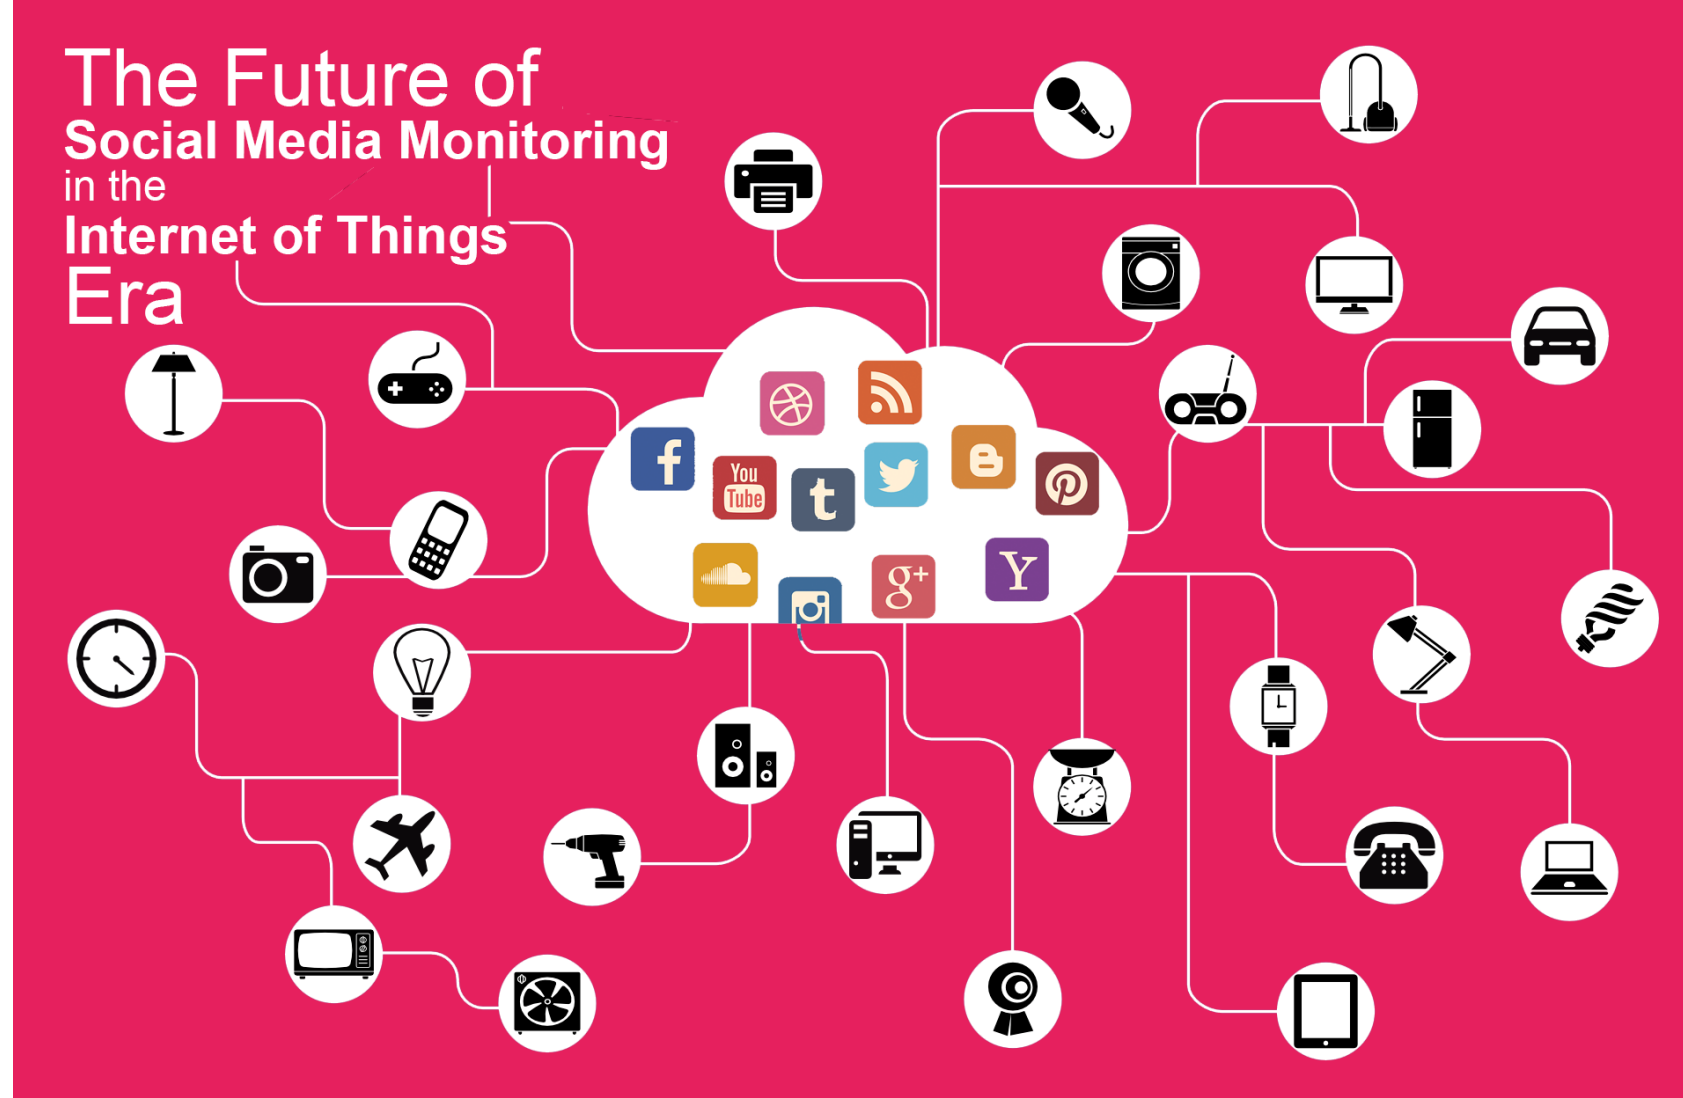 The Future of
Social Media Monitoring
in the
Internet of Things
Era
f
You
Tube
t
B
g+
Y